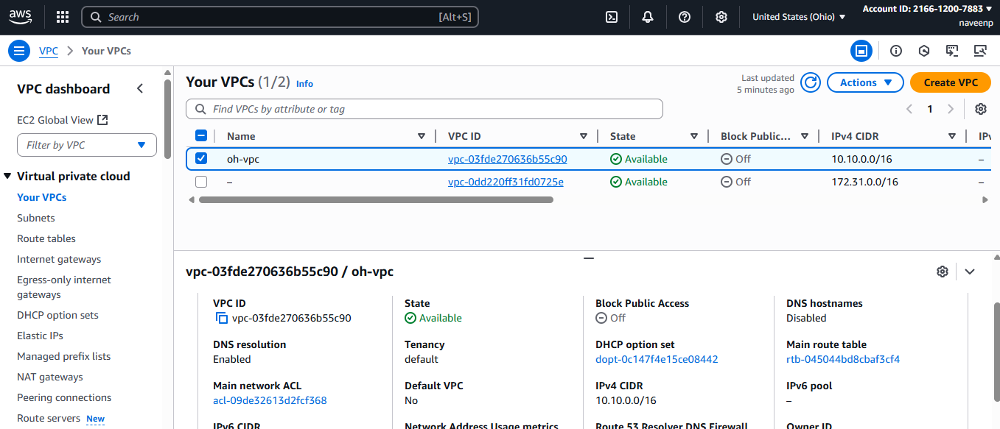 aws
Search [Alt+S]
United States (Ohio)
Account ID: 2166-1200-7883
naveenp
VPC
Your VPCs
VPC dashboard
EC2 Global View
Filter by VPC
Virtual private cloud
Your VPCs
Subnets
Route tables
Internet gateways
Egress-only internet
gateways
DHCP option sets
Elastic IPs
Managed prefix lists
NAT gateways
Peering connections
Route servers New
Your VPCs (1/2) Info
Last updated
5 minutes ago
Actions
Create VPC
Find VPCs by attribute or tag
1
Name VPC ID State Block Public... IPv4 CIDR IPv
oh-vpc vpc-03fde270636b55c90 Available Off 10.10.0.0/16 –
– vpc-0dd220ff31fd0725e Available Off 172.31.0.0/16 –
vpc-03fde270636b55c90 / oh-vpc
VPC ID
vpc-03fde270636b55c90
State
Available
Block Public Access
Off
DNS hostnames
Disabled
DNS resolution
Enabled
Tenancy
default
DHCP option set
dopt-0c147f4e15ce08442
Main route table
rtb-045044bd8cbaf3cf4
Main network ACL
acl-09de32613d2fcf368
Default VPC
No
IPv4 CIDR
10.10.0.0/16
IPv6 pool
–
IPv6 CIDR
Network Address Usage metrics
Route 53 Resolver DNS Firewall
Owner ID